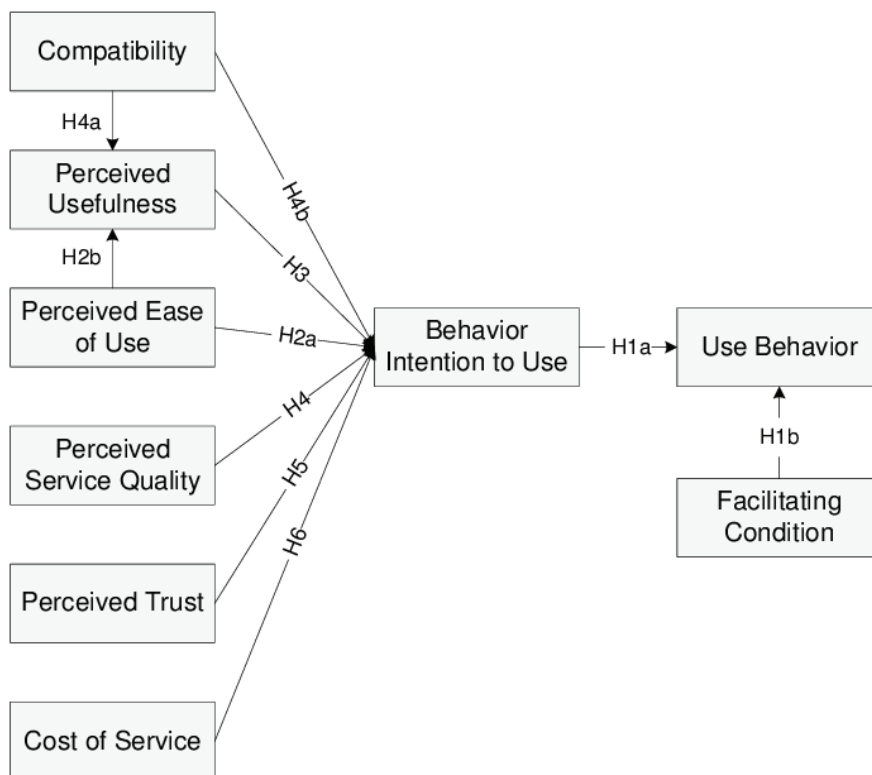 Compatibility
H4a
Perceived
Usefulness
H2b
Perceived Ease
of Use
Perceived
Service Quality
Perceived Trust
Cost of Service
H4b
H3
H2a
H4
H5
H6
Behavior
Intention to Use
H1a
Use Behavior
H1b
Facilitating
Condition